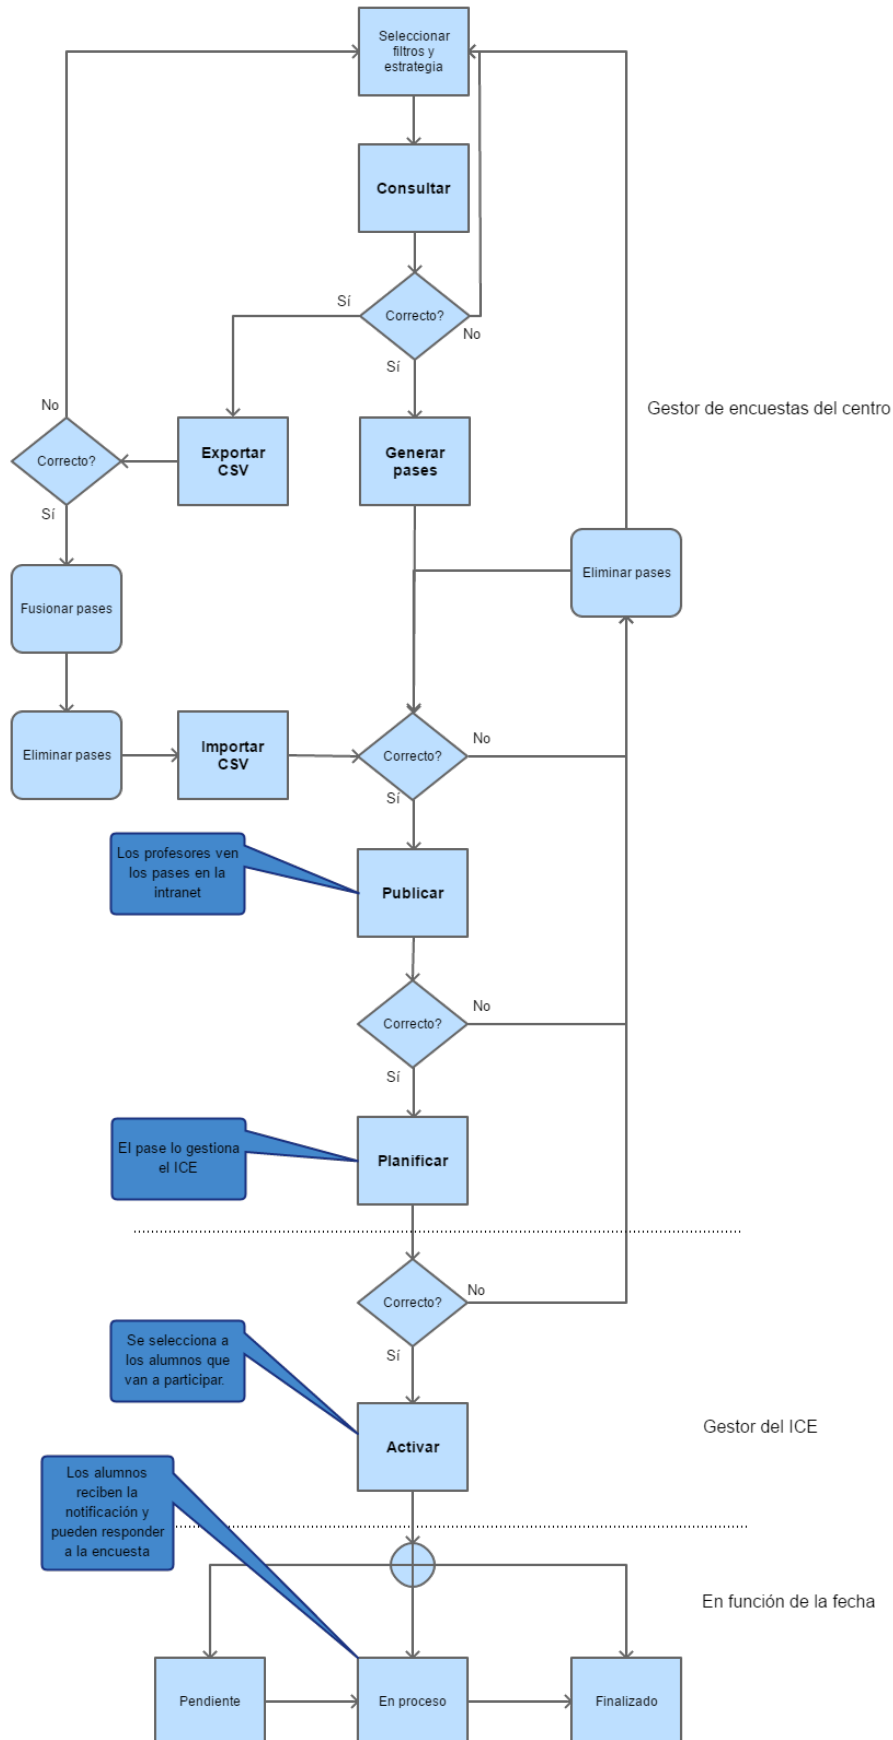 Seleccionar
filtros y
estrategia
Consultar
Sí
Correcto?
No
Sí
No
Gestor de encuestas del centro
Correcto?
Exportar
CSV
Generar
pases
Sí
Eliminar pases
Fusionar pases
Eliminar pases
Importar
CSV
Correcto?
No
Sí
Los profesores ven
los pases en la
intranet
Publicar
No
Correcto?
Sí
El pase lo gestiona
el ICE
Planificar
Correcto?
No
Sí
Se selecciona a
los alumnos que
van a participar.
Activar
Gestor del ICE
Los alumnos
reciben la
notificación y
pueden responder
a la encuesta
En función de la fecha
Pendiente
En proceso
Finalizado